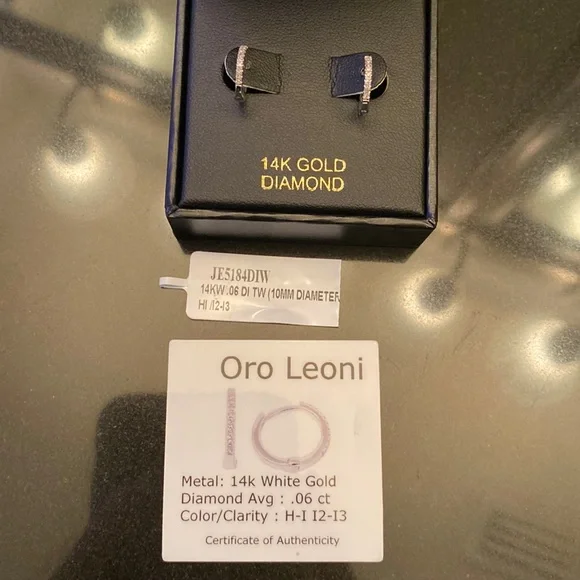 14K GOLD
DIAMOND
JE5184DIW
14KW .06 DI TW (10MM DIAMETER
HI /I2-I3
Oro Leoni
Metal: 14k White Gold
Diamond Avg : .06 ct
Color/Clarity : H-I I2-I3
Certificate of Authenticity